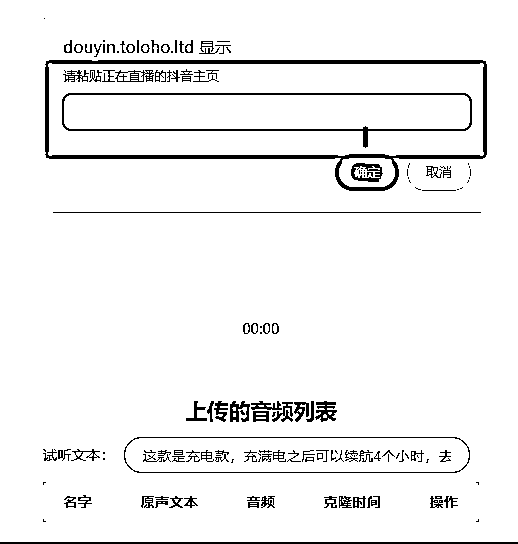 douyin.toloho.ltd 显示
请粘贴正在直播的抖音主页
确定 取消
00:00
上传的音频列表
试听文本： 这款是充电款，充满电之后可以续航4个小时，去
名字 原声文本 音频 克隆时间 操作